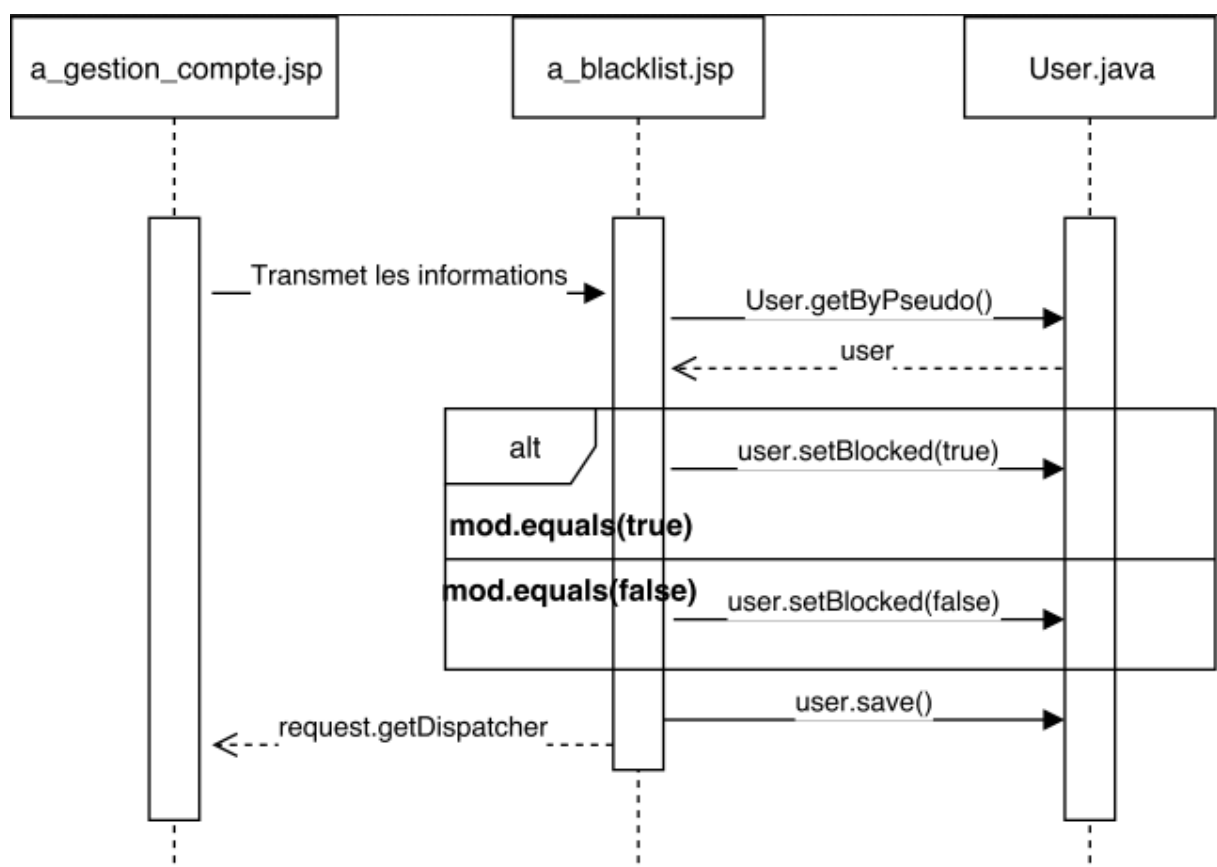 a_gestion_compte.jsp
a_blacklist.jsp
User.java
Transmet les informations
User.getByPseudo()
user
alt
user.setBlocked(true)
mod.equals(true)
mod.equals(false)
user.setBlocked(false)
user.save()
request.getDispatcher